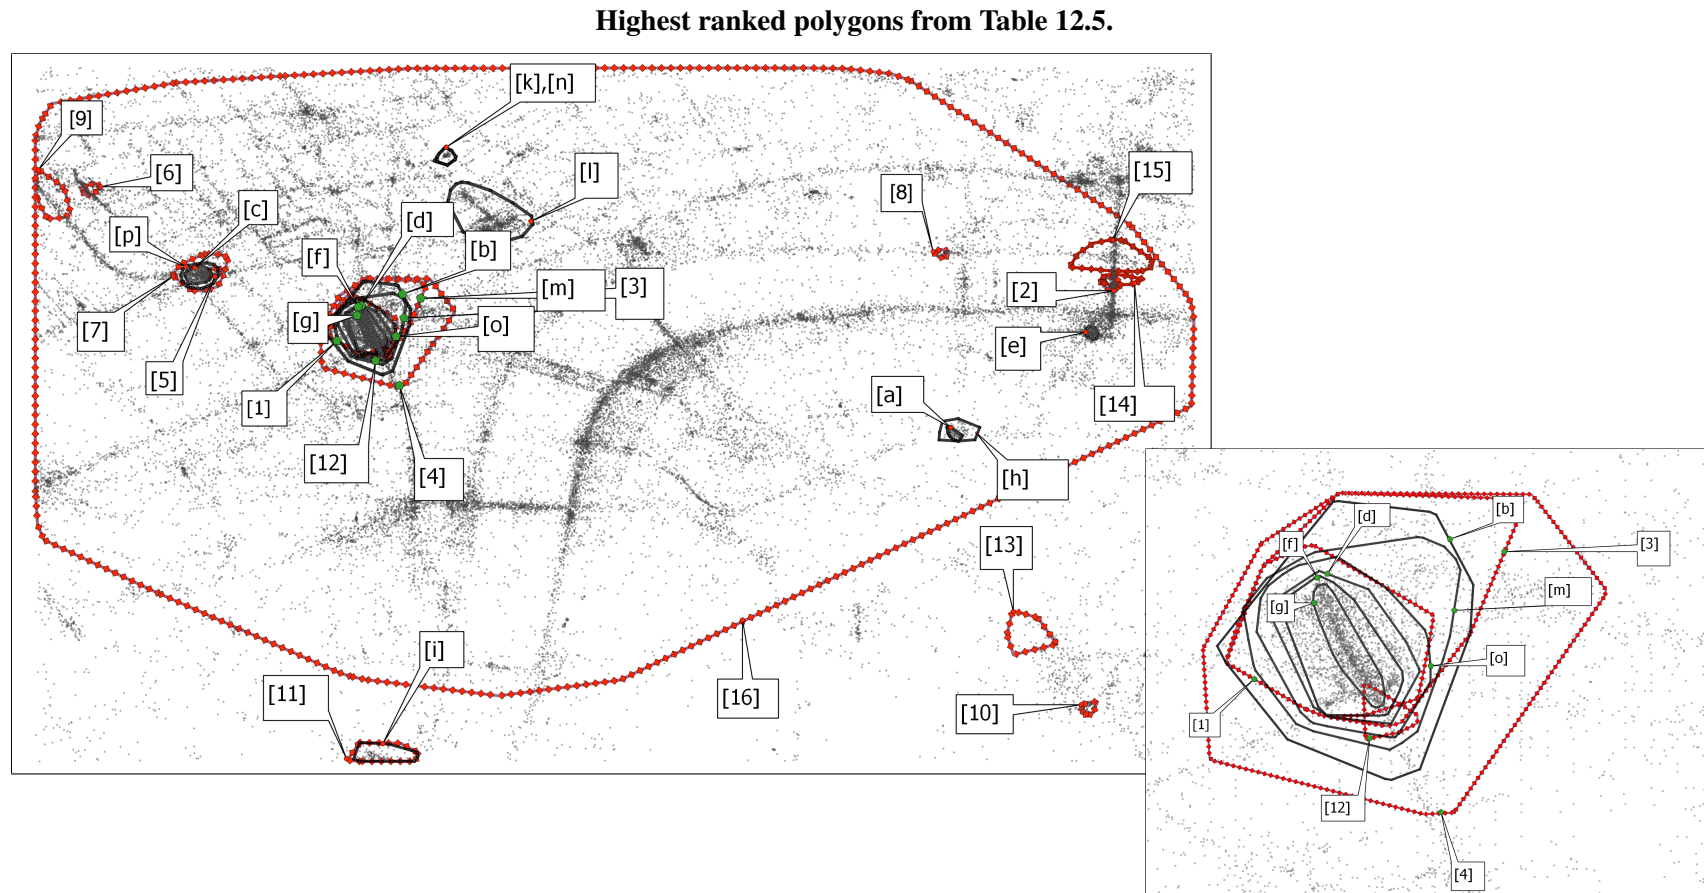 Highest ranked polygons from Table 12.5.
[k],[n]
[9]
[6]
[l]
[15]
[8]
[c]
[d]
[p]
[b]
[f]
[m]
[3]
[2]
[g]
[o]
[7]
[e]
[5]
[a]
[1]
[14]
[12]
[4]
[h]
[13]
[i]
[11]
[16]
[10]
[d]
[b]
[f]
[3]
[m]
[g]
[o]
[1]
[12]
[4]